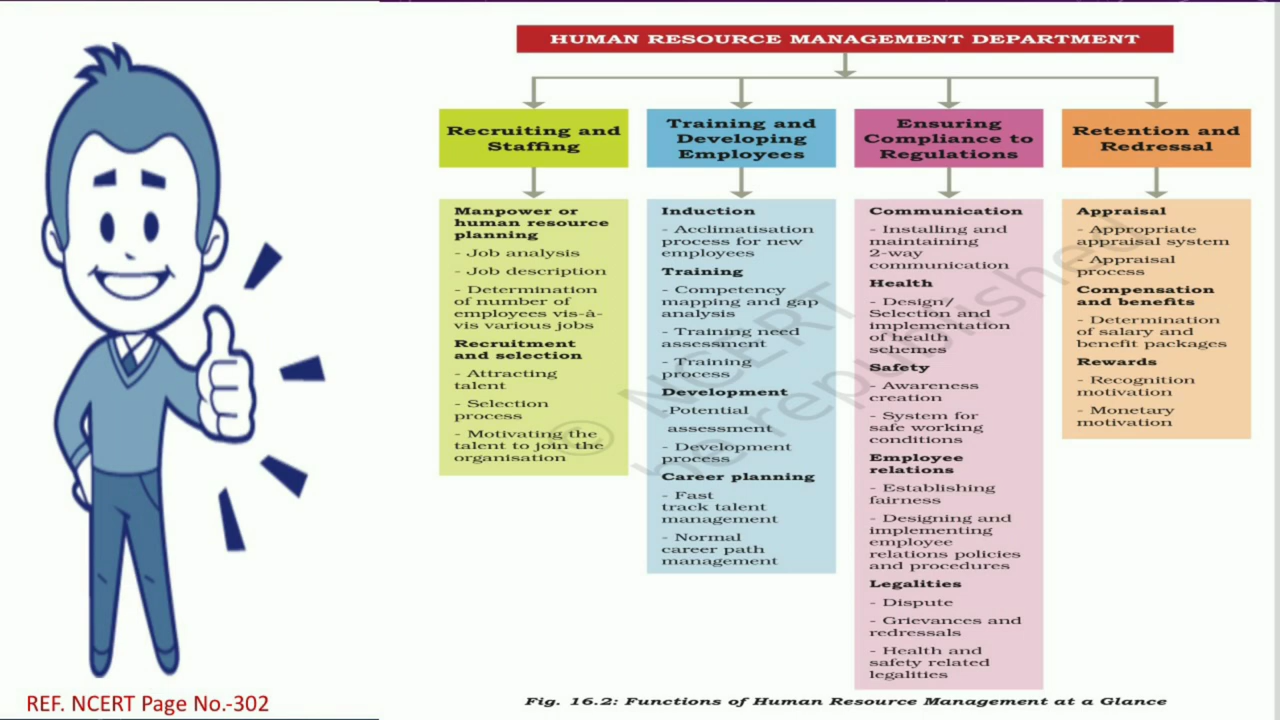 HUMAN RESOURCE MANAGEMENT DEPARTMENT
Recruiting and
Staffing
Manpower or
human resource
planning
- Job analysis
- Job description
- Determination
of number of
employees vis-à-
vis various jobs
Recruitment
and selection
- Attracting
talent
- Selection
process
- Motivating the
talent to join the
organisation
Training and
Developing
Employees
Induction
- Acclimatisation
process for new
employees
Training
- Competency
mapping and gap
analysis
- Training need
assessment
- Training
process
Development
-Potential
assessment
- Development
process
Career planning
- Fast
track talent
management
- Normal
career path
management
Ensuring
Compliance to
Regulations
Communication
- Installing and
maintaining
2-way
communication
Health
- Design/
Selection and
implementation
of health
schemes
Safety
- Awareness
creation
- System for
safe working
conditions
Employee
relations
- Establishing
fairness
- Designing and
implementing
employee
relations policies
and procedures
Legalities
- Dispute
- Grievances and
redressals
- Health and
safety related
legalities
Retention and
Redressal
Appraisal
- Appropriate
appraisal system
- Appraisal
process
Compensation
and benefits
- Determination
of salary and
benefit packages
Rewards
- Recognition
motivation
- Monetary
motivation
© NCERT
be republished
Fig. 16.2: Functions of Human Resource Management at a Glance
REF. NCERT Page No.-302